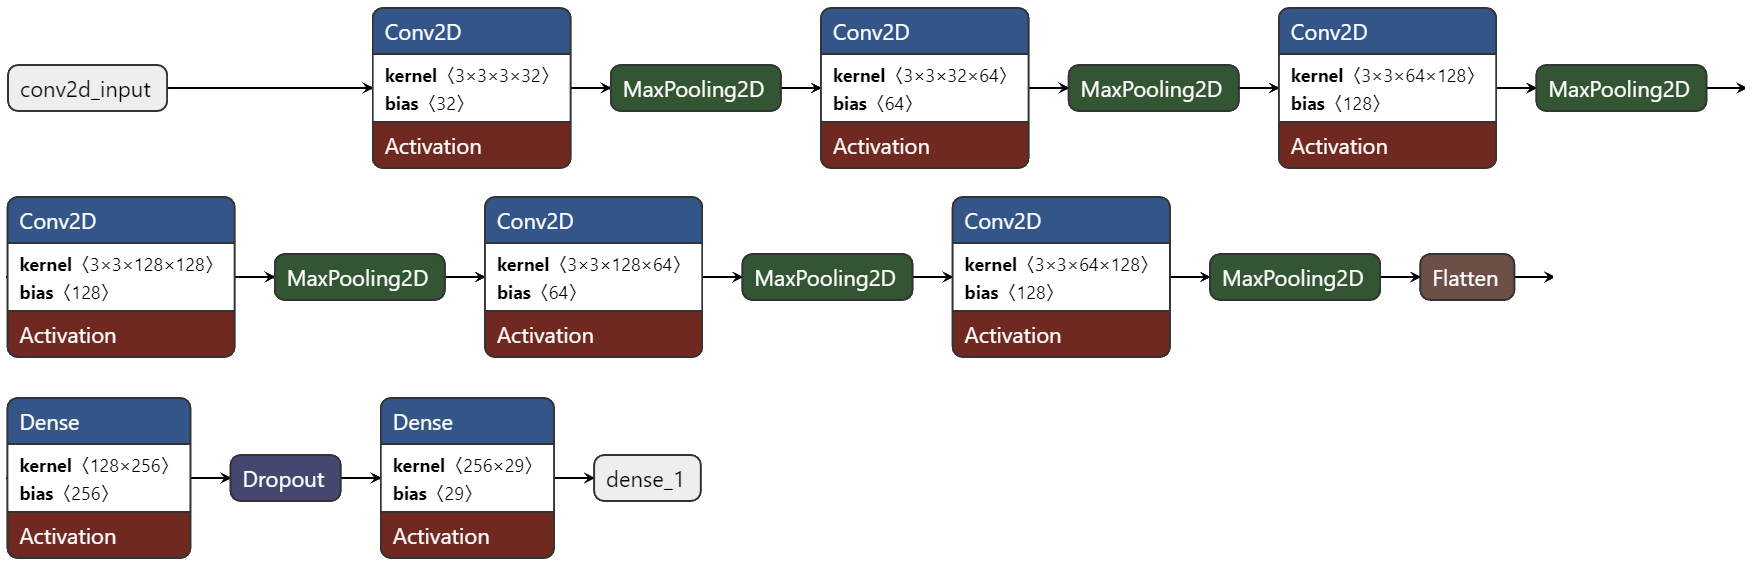 conv2d_input
Conv2D
kernel〈3×3×3×32〉
bias〈32〉
Activation
MaxPooling2D
Conv2D
kernel〈3×3×32×64〉
bias〈64〉
Activation
MaxPooling2D
Conv2D
kernel〈3×3×64×128〉
bias〈128〉
Activation
MaxPooling2D
Conv2D
kernel〈3×3×128×128〉
bias〈128〉
Activation
MaxPooling2D
Conv2D
kernel〈3×3×128×64〉
bias〈64〉
Activation
MaxPooling2D
Conv2D
kernel〈3×3×64×128〉
bias〈128〉
Activation
MaxPooling2D
Flatten
Dense
kernel〈128×256〉
bias〈256〉
Activation
Dropout
Dense
kernel〈256×29〉
bias〈29〉
Activation
dense_1